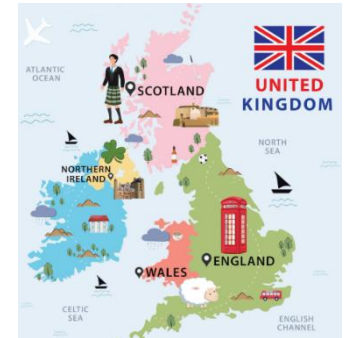 UNITED
KINGDOM
ATLANTIC
OCEAN
SCOTLAND
NORTH
SEA
NORTHERN
IRELAND
ENGLAND
WALES
CELTIC
SEA
ENGLISH
CHANNEL